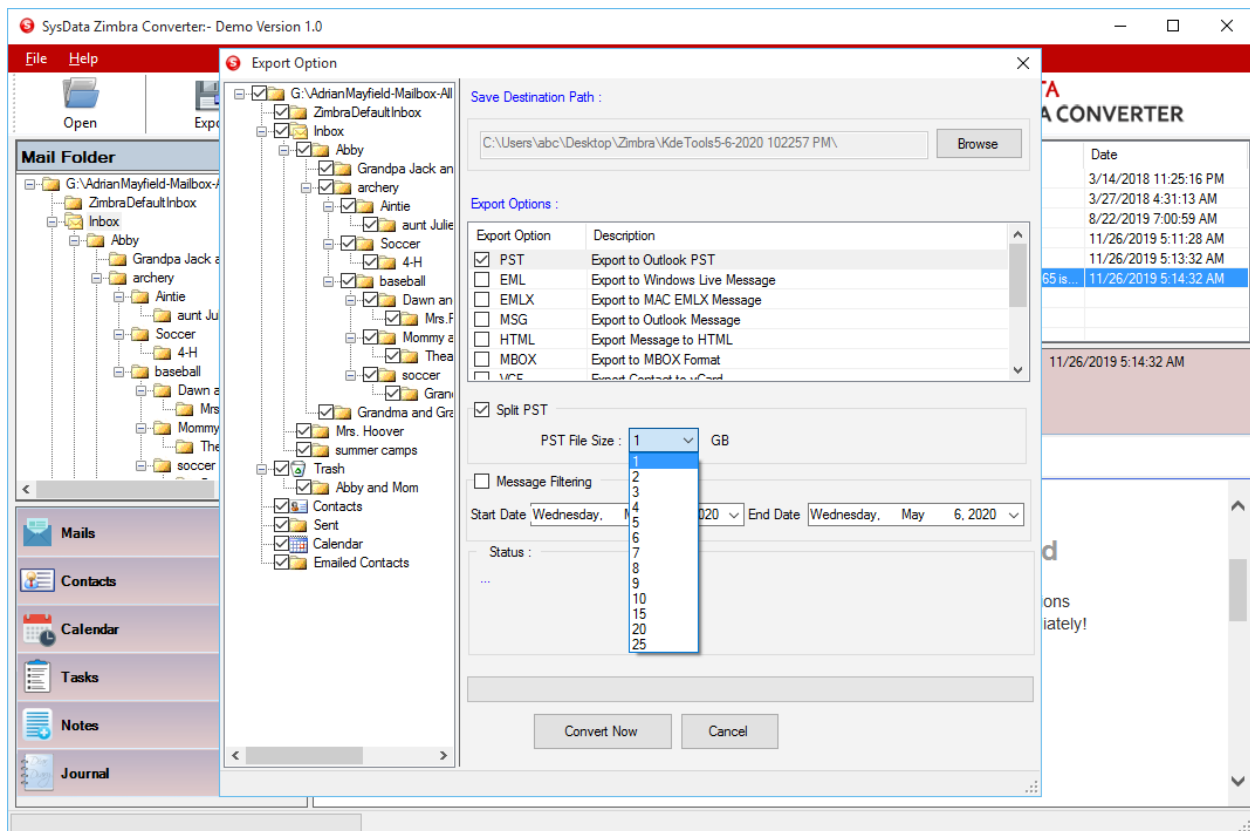 SysData Zimbra Converter:- Demo Version 1.0
File Help
Open
CONVERTER
Mail Folder
G:\AdrianMayfield-Mailbox-
ZimbraDefaultInbox
Inbox
Abby
Grandpa Jack
archery
Aintie
aunt Ju
Soccer
4-H
baseball
Dawn
Mrs
Mommy
The
soccer
Mails
Contacts
Calendar
Tasks
Notes
Journal
Export Option
G:\AdrianMayfield-Mailbox-All
ZimbraDefaultInbox
Inbox
Abby
Grandpa Jack an
archery
Aintie
aunt Julie
Soccer
4-H
baseball
Dawn an
Mrs.
Mommy a
Thea
soccer
Gran
Grandma and Gra
Mrs. Hoover
summer camps
Trash
Abby and Mom
Contacts
Sent
Calendar
Emailed Contacts
Save Destination Path :
C:\Users\abc\Desktop\Zimbra\KdeTools5-6-2020 102257 PM\
Browse
Export Options :
Export Option Description
PST Export to Outlook PST
EML Export to Windows Live Message
EMLX Export to MAC EMLX Message
MSG Export to Outlook Message
HTML Export Message to HTML
MBOX Export to MBOX Format
VCF Export Contact to vCard
Split PST
PST File Size : 1 GB
1
2
3
4
5
6
7
8
9
10
15
20
25
Message Filtering
Start Date Wednesday, 2020 End Date Wednesday, May 6, 2020
Status :
...
Convert Now Cancel
Date
3/14/2018 11:25:16 PM
3/27/2018 4:31:13 AM
8/22/2019 7:00:59 AM
11/26/2019 5:11:28 AM
11/26/2019 5:13:32 AM
65 is... 11/26/2019 5:14:32 AM
11/26/2019 5:14:32 AM
d
ions
iately!